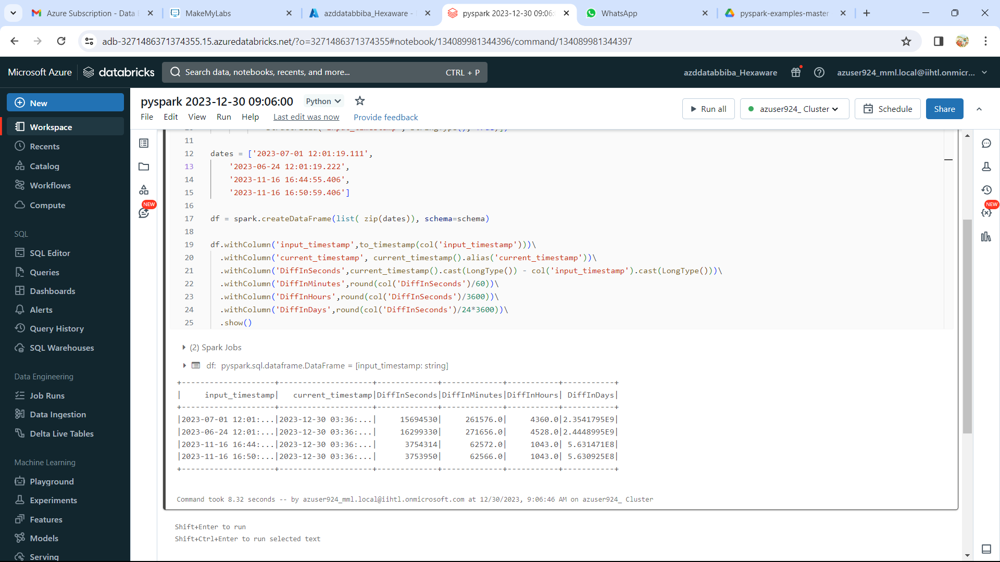 Azure Subscription - Data
MakeMyLabs
azddatabbiba_Hexaware -
pyspark 2023-12-30 09:06:
WhatsApp
pyspark-examples-master
adb-3271486371374355.15.azuredatabricks.net/?o=3271486371374355#notebook/134089981344396/command/134089981344397
Microsoft Azure
databricks
Search data, notebooks, recents, and more...
CTRL + P
azddatabbiba_Hexaware
azuser924_mml.local@iihtl.onmicr...
New
Workspace
Recents
Catalog
Workflows
Compute
SQL
SQL Editor
Queries
Dashboards
Alerts
Query History
SQL Warehouses
Data Engineering
Job Runs
Data Ingestion
Delta Live Tables
Machine Learning
Playground
Experiments
Features
Models
Serving
pyspark 2023-12-30 09:06:00
Python
File Edit View Run Help Last edit was now Provide feedback
Run all
azuser924_ Cluster
Schedule
Share
NEW
NEW
11
12 dates = ['2023-07-01 12:01:19.111',
13 '2023-06-24 12:01:19.222',
14 '2023-11-16 16:44:55.406',
15 '2023-11-16 16:50:59.406']
16
17 df = spark.createDataFrame(list( zip(dates)), schema=schema)
18
19 df.withColumn('input_timestamp',to_timestamp(col('input_timestamp')))\
20 .withColumn('current_timestamp', current_timestamp().alias('current_timestamp'))\
21 .withColumn('DiffInSeconds',current_timestamp().cast(LongType()) - col('input_timestamp').cast(LongType()))\
22 .withColumn('DiffInMinutes',round(col('DiffInSeconds')/60))\
23 .withColumn('DiffInHours',round(col('DiffInSeconds')/3600))\
24 .withColumn('DiffInDays',round(col('DiffInSeconds')/24*3600))\
25 .show()
(2) Spark Jobs
df: pyspark.sql.dataframe.DataFrame = [input_timestamp: string]
+--------------------+--------------------+-------------+-------------+-----------+-----------+
|     input_timestamp|   current_timestamp|DiffInSeconds|DiffInMinutes|DiffInHours| DiffInDays|
+--------------------+--------------------+-------------+-------------+-----------+-----------+
|2023-07-01 12:01:...|2023-12-30 03:36:...|     15694530|     261576.0|     4360.0|2.3541795E9|
|2023-06-24 12:01:...|2023-12-30 03:36:...|     16299330|     271656.0|     4528.0|2.4448995E9|
|2023-11-16 16:44:...|2023-12-30 03:36:...|      3754314|      62572.0|     1043.0| 5.631471E8|
|2023-11-16 16:50:...|2023-12-30 03:36:...|      3753950|      62566.0|     1043.0| 5.630925E8|
+--------------------+--------------------+-------------+-------------+-----------+-----------+
Command took 8.32 seconds -- by azuser924_mml.local@iihtl.onmicrosoft.com at 12/30/2023, 9:06:46 AM on azuser924_ Cluster
Shift+Enter to run
Shift+Ctrl+Enter to run selected text